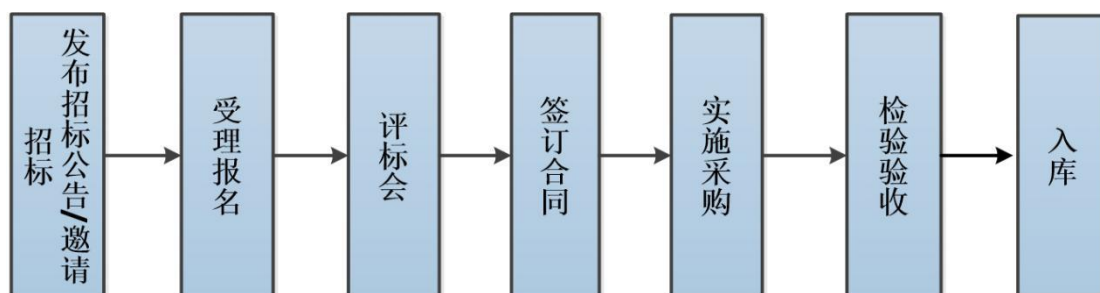 发布招标公告/邀请
招标
受理报名
评标会
签订合同
实施采购
检验验收
入库